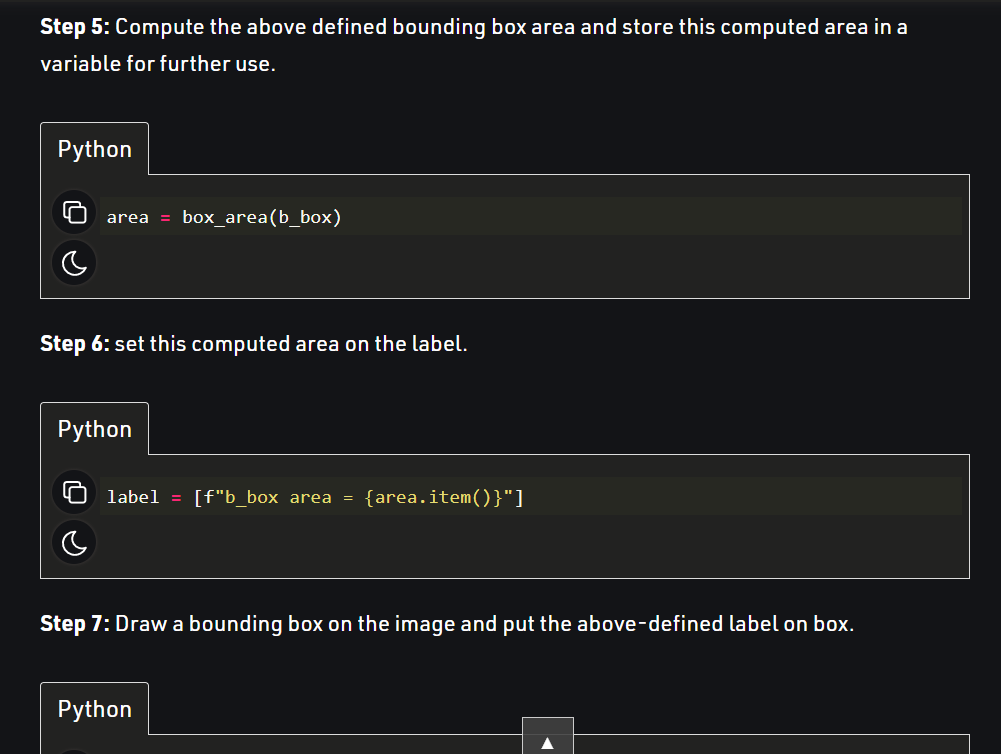 Step 5: Compute the above defined bounding box area and store this computed area in a
variable for further use.
Python
area = box_area(b_box)
Step 6: set this computed area on the label.
Python
label = [f"b_box area = {area.item()}"]
Step 7: Draw a bounding box on the image and put the above-defined label on box.
Python